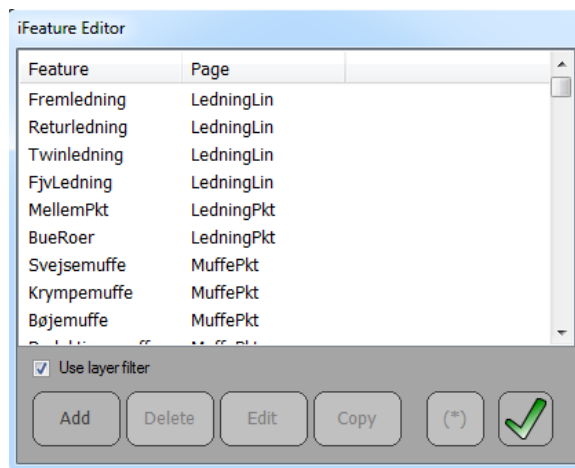 iFeature Editor
Feature Page
Fremledning LedningLin
Returledning LedningLin
Twinledning LedningLin
FjvLedning LedningLin
MellemPkt LedningPkt
BueRoer LedningPkt
Svejsemuffe MuffePkt
Krympemuffe MuffePkt
Bøjemuffe MuffePkt
Use layer filter
Add Delete Edit Copy (*)